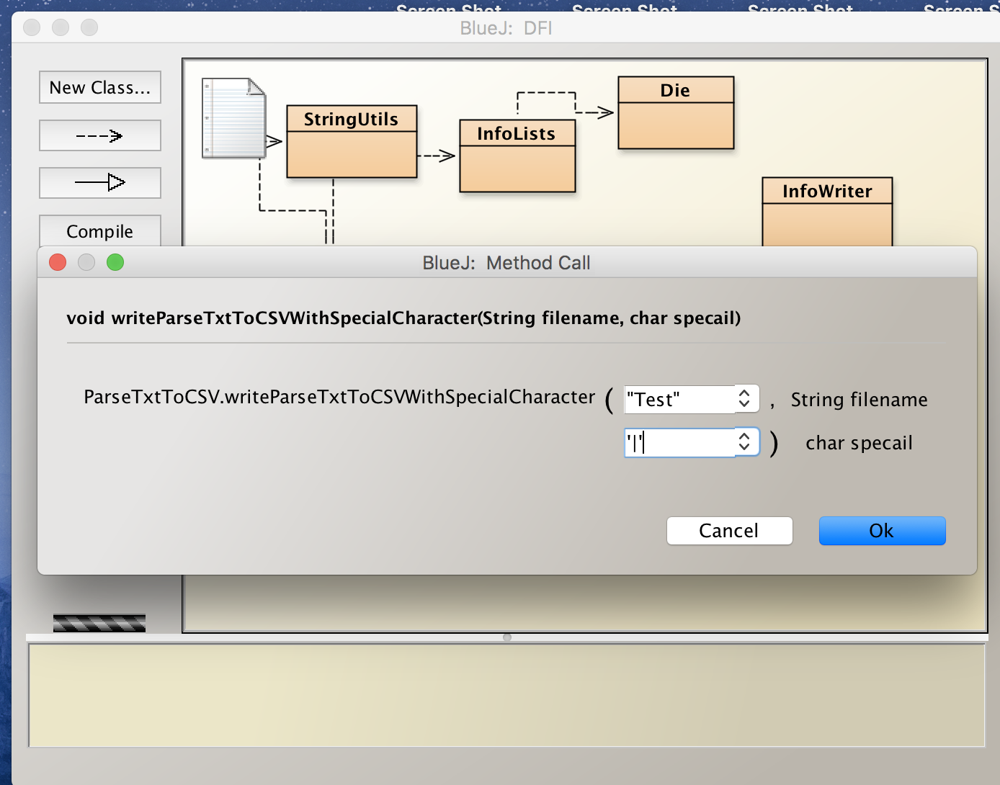 Screen Shot Screen Shot Screen Shot Screen S
BlueJ: DFI
New Class...
Compile
StringUtils
InfoLists
Die
InfoWriter
BlueJ: Method Call
void writeParseTxtToCSVWithSpecialCharacter(String filename, char specail)
ParseTxtToCSV.writeParseTxtToCSVWithSpecialCharacter ( "Test" , String filename
'|' ) char specail
Cancel Ok